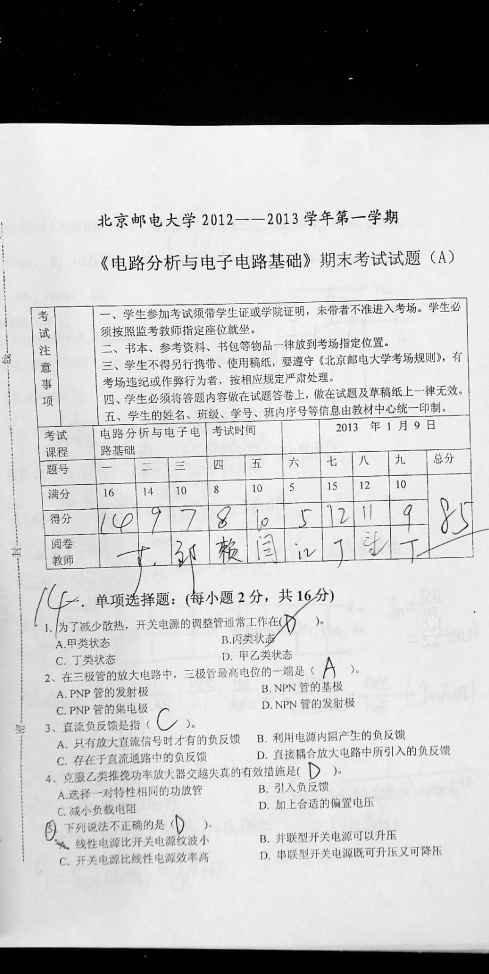 北京邮电大学 2012——2013 学年第一学期
《电路分析与电子电路基础》期末考试试题（A）
考试注意事项
一、学生参加考试须带学生证或学院证明，未带者不准进入考场。学生必
须按照监考教师指定座位就坐。
二、书本、参考资料、书包等物品一律放到考场指定位置。
三、学生不得另行携带、使用稿纸，要遵守《北京邮电大学考场规则》，有
考场违纪或作弊行为者，按相应规定严肃处理。
四、学生必须将答题内容做在试题答卷上，做在试题及草稿纸上一律无效。
五、学生的姓名、班级、学号、班内序号等信息由教材中心统一印制。
考试课程 电路分析与电子电路基础 考试时间 2013 年 1 月 9 日
题号 一 二 三 四 五 六 七 八 九 总分
满分 16 14 10 8 10 5 15 12 10
得分 14 9 7 8 10 5 12 11 9 85
阅卷教师 邹 赖 闫 江 丁
14
一. 单项选择题：(每小题 2 分，共 16 分)
1. 为了减少散热，开关电源的调整管通常工作在( D )。
A.甲类状态 B.丙类状态
C. 丁类状态 D. 甲乙类状态
2、在三极管的放大电路中，三极管最高电位的一端是（ A ）。
A. PNP 管的发射极 B. NPN 管的基极
C. PNP 管的集电极 D. NPN 管的发射极
3、直流负反馈是指（ C ）。
A. 只有放大直流信号时才有的负反馈 B. 利用电源内阻产生的负反馈
C. 存在于直流通路中的负反馈 D. 直接耦合放大电路中所引入的负反馈
4．克服乙类推挽功率放大器交越失真的有效措施是( D )。
A.选择一对特性相同的功放管 B. 引入负反馈
C. 减小负载电阻 D. 加上合适的偏置电压
5. 下列说法不正确的是（ D ）。
A. 线性电源比开关电源纹波小 B. 并联型开关电源可以升压
C. 开关电源比线性电源效率高 D. 串联型开关电源既可升压又可降压